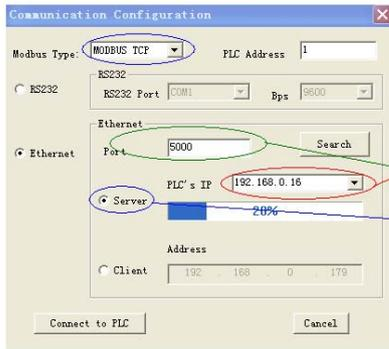 Communication Configuration
Modbus Type: MODBUS TCP PLC Address 1
RS232
RS232 RS232 Port COM1 Bps 9600
Ethernet
Ethernet Port 5000 Search
PLC's IP 192.168.0.16
Server 20%
Address
Client 192 . 168 . 0 . 179
Connect to PLC Cancel